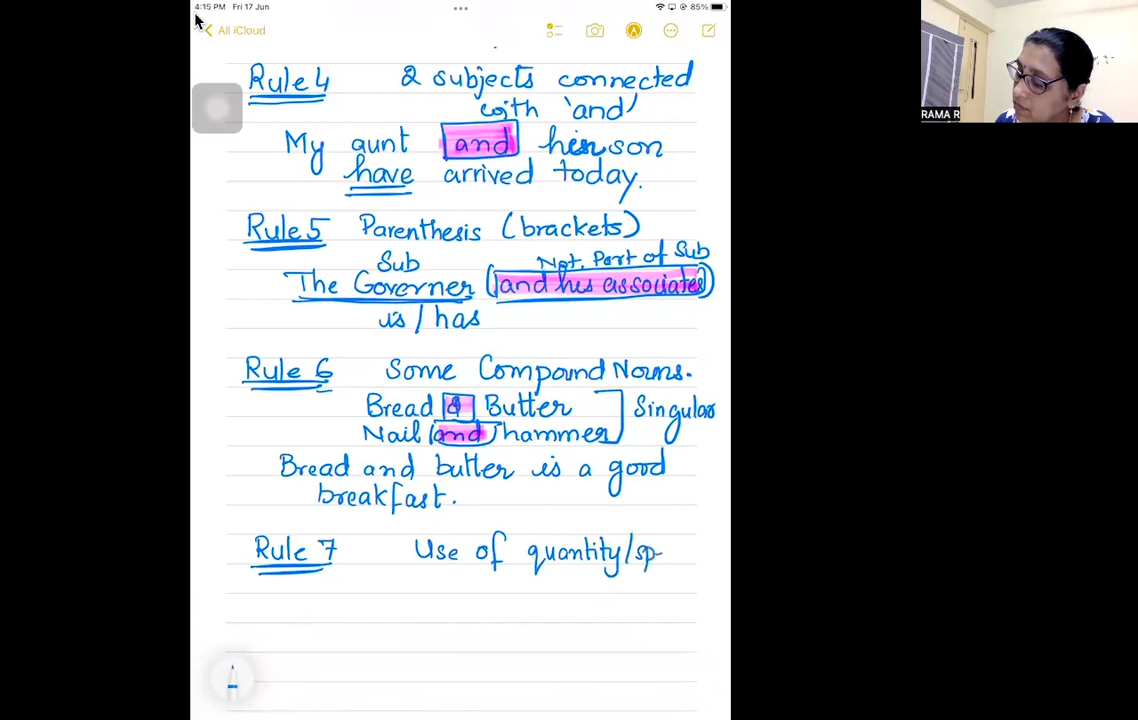 4:15 PM Fri 17 Jun
85%
All iCloud
RAMA R
Rule 4 2 subjects connected
with 'and'
My aunt and her son
have arrived today.
Rule 5 Parenthesis (brackets)
Sub Not Part of Sub
The Governer (and his associates)
is / has
Rule 6 Some Compound Nouns.
Bread & Butter Singular
Nail and hammer
Bread and butter is a good
breakfast.
Rule 7 Use of quantity/sp